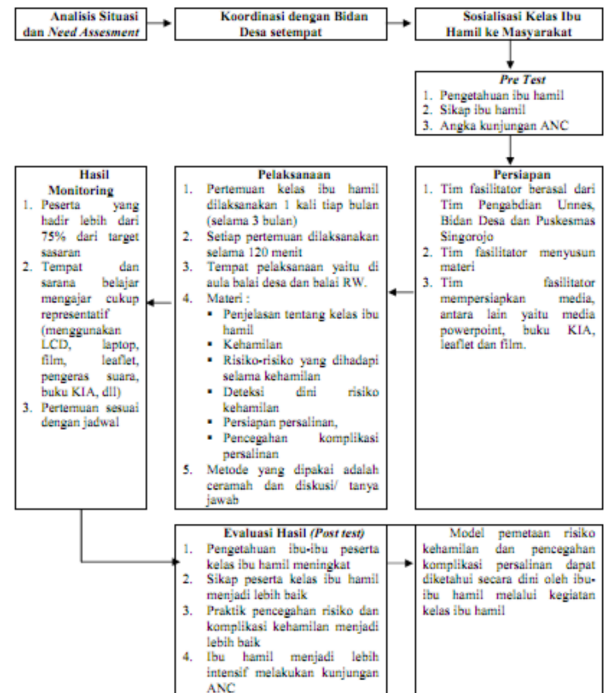 Analisis Situasi
dan Need Assesment
Koordinasi dengan Bidan
Desa setempat
Sosialisasi Kelas Ibu
Hamil ke Masyarakat
Pre Test
1. Pengetahuan ibu hamil
2. Sikap ibu hamil
3. Angka kunjungan ANC
Persiapan
1. Tim fasilitator berasal dari
Tim Pengabdian Unnes,
Bidan Desa dan Puskesmas
Singorojo
2. Tim fasilitator menyusun
materi
3. Tim fasilitator
mempersiapkan media,
antara lain yaitu media
powerpoint, buku KIA,
leaflet dan film.
Pelaksanaan
1. Pertemuan kelas ibu hamil
dilaksanakan 1 kali tiap bulan
(selama 3 bulan)
2. Setiap pertemuan dilaksanakan
selama 120 menit
3. Tempat pelaksanaan yaitu di
aula balai desa dan balai RW.
4. Materi :
▪ Penjelasan tentang kelas ibu
hamil
▪ Kehamilan
▪ Risiko-risiko yang dihadapi
selama kehamilan
▪ Deteksi dini risiko
kehamilan
▪ Persiapan persalinan,
▪ Pencegahan komplikasi
persalinan
5. Metode yang dipakai adalah
ceramah dan diskusi/ tanya
jawab
Hasil
Monitoring
1. Peserta yang
hadir lebih dari
75% dari target
sasaran
2. Tempat dan
sarana belajar
mengajar cukup
representatif
(menggunakan
LCD, laptop,
film, leaflet,
pengeras suara,
buku KIA, dll)
3. Pertemuan sesuai
dengan jadwal
Evaluasi Hasil (Post test)
1. Pengetahuan ibu-ibu peserta
kelas ibu hamil meningkat
2. Sikap peserta kelas ibu hamil
menjadi lebih baik
3. Praktik pencegahan risiko dan
komplikasi kehamilan menjadi
lebih baik
4. Ibu hamil menjadi lebih
intensif melakukan kunjungan
ANC
Model pemetaan risiko
kehamilan dan pencegahan
komplikasi persalinan dapat
diketahui secara dini oleh ibu-
ibu hamil melalui kegiatan
kelas ibu hamil